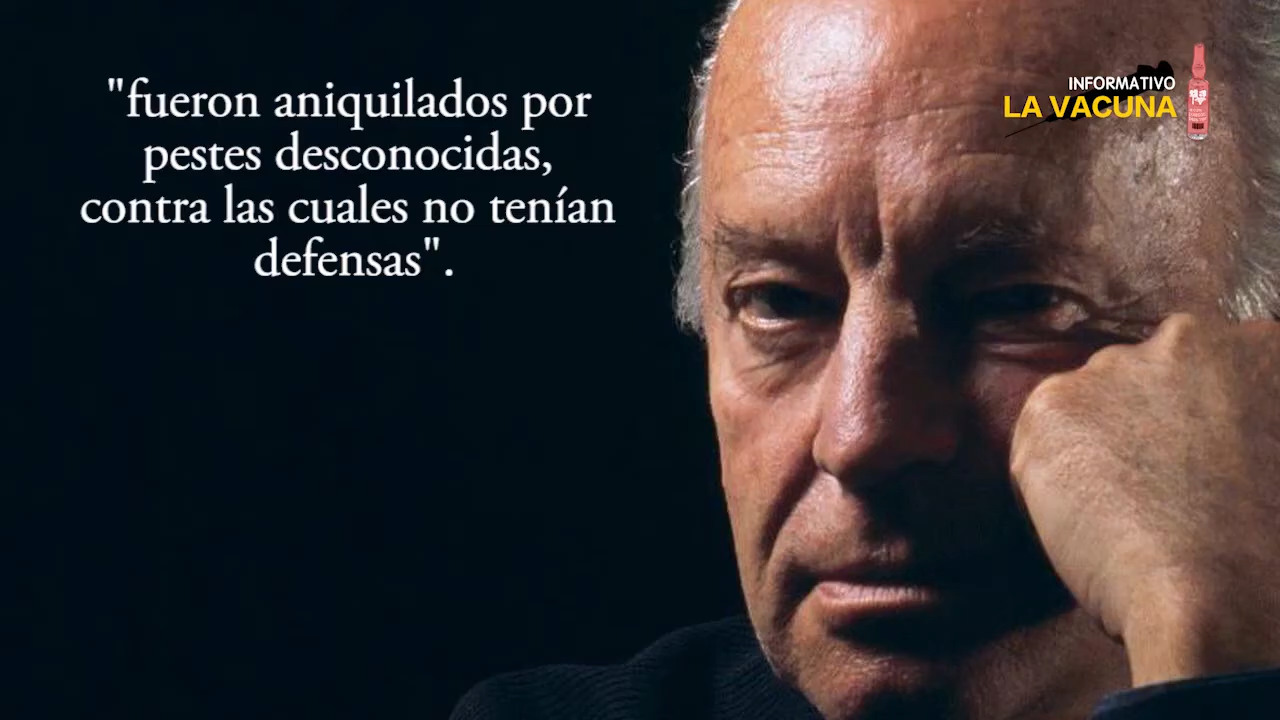 "fueron aniquilados por
pestes desconocidas,
contra las cuales no tenían
defensas".
INFORMATIVO
LA VACUNA